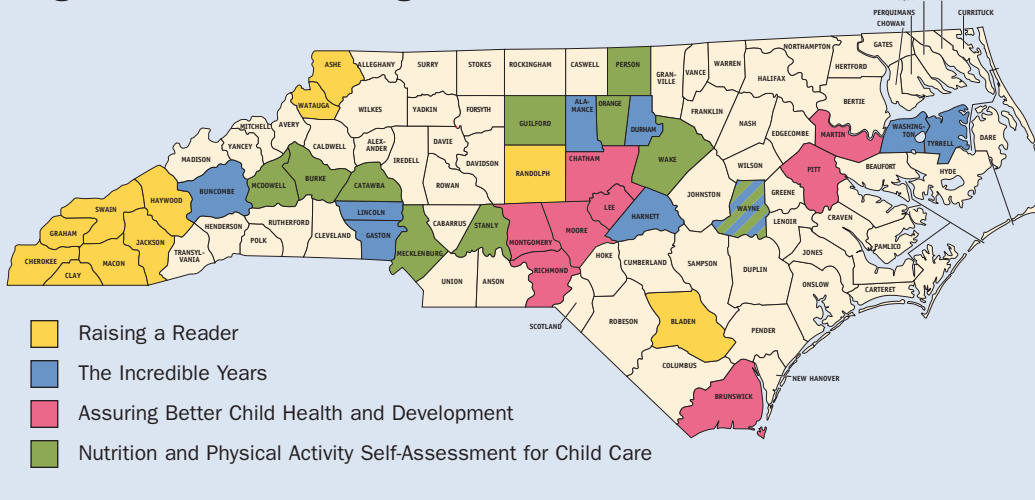 PERQUIMANS
CURRITUCK
CHOWAN
ASHE
ALLEGHANY
SURRY
STOKES
ROCKINGHAM
CASWELL
PERSON
GRAN-
VILLE
VANCE
WARREN
NORTHAMPTON
GATES
HERTFORD
HALIFAX
WATAUGA
WILKES
YADKIN
FORSYTH
GUILFORD
ALA-
MANCE
ORANGE
DURHAM
FRANKLIN
NASH
EDGECOMBE
BERTIE
MARTIN
WASHING-
TON
TYRRELL
DARE
MITCHELL
AVERY
YANCEY
CALDWELL
ALEX-
ANDER
IREDELL
DAVIE
DAVIDSON
RANDOLPH
CHATHAM
WAKE
WILSON
PITT
BEAUFORT
HYDE
MADISON
BUNCOMBE
MCDOWELL
BURKE
CATAWBA
ROWAN
LEE
JOHNSTON
GREENE
WAYNE
LENOIR
CRAVEN
PAMLICO
HAYWOOD
SWAIN
GRAHAM
JACKSON
CHEROKEE
MACON
CLAY
TRANSYL-
VANIA
HENDERSON
POLK
RUTHERFORD
CLEVELAND
LINCOLN
GASTON
MECKLENBURG
CABARRUS
STANLY
MONTGOMERY
MOORE
HARNETT
RICHMOND
HOKE
CUMBERLAND
SAMPSON
DUPLIN
JONES
ONSLOW
CARTERET
UNION
ANSON
SCOTLAND
ROBESON
BLADEN
PENDER
COLUMBUS
NEW HANOVER
BRUNSWICK
Raising a Reader
The Incredible Years
Assuring Better Child Health and Development
Nutrition and Physical Activity Self-Assessment for Child Care